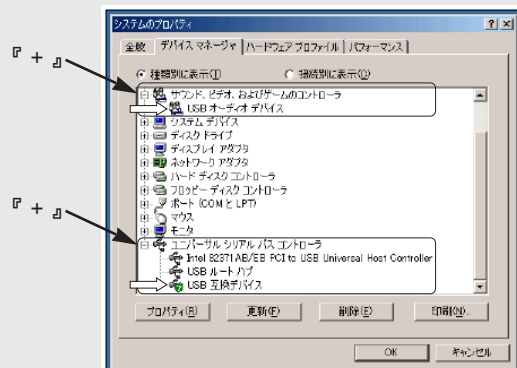 システムのプロパティ
全般 デバイス マネージャ ハードウェア プロファイル パフォーマンス
種類別に表示(T) 接続別に表示(C)
『 + 』
サウンド、ビデオ、およびゲームのコントローラ
USB オーディオ デバイス
システム デバイス
ディスク ドライブ
ディスプレイ アダプタ
ネットワーク アダプタ
ハード ディスク コントローラ
フロッピー ディスク コントローラ
ポート (COM と LPT)
マウス
モニタ
『 + 』
ユニバーサル シリアル バス コントローラ
Intel 82371AB/EB PCI to USB Universal Host Controller
USB ルート ハブ
USB 互換デバイス
プロパティ(R) 更新(F) 削除(E) 印刷(N)...
OK キャンセル